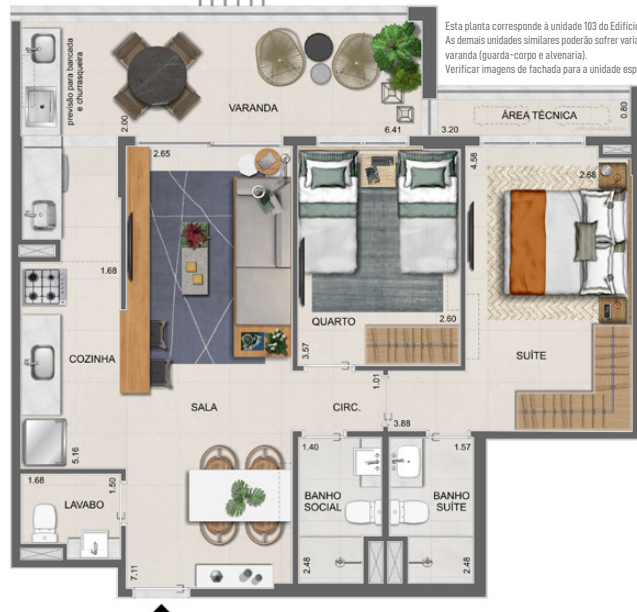 Esta planta corresponde à unidade 103 do Edifício
As demais unidades similares poderão sofrer varia
varanda (guarda-corpo e alvenaria).
Verificar imagens de fachada para a unidade esp
previsão para bancada
e churrasqueira
VARANDA
2.00
6.41
3.20
ÁREA TÉCNICA
0.80
2.65
4.58
2.68
1.68
QUARTO
2.60
3.57
COZINHA
SUÍTE
SALA
CIRC.
1.01
3.88
5.16
1.40
1.57
1.68
LAVABO
1.50
BANHO
SOCIAL
BANHO
SUÍTE
7.11
2.48
2.48